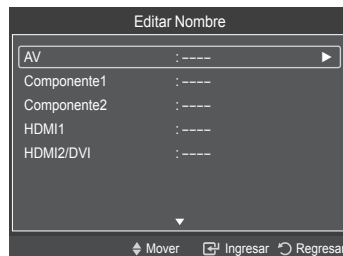 Editar Nombre
AV : ---- ►
Componente1 : ----
Componente2 : ----
HDMI1 : ----
HDMI2/DVI : ----
▼
Mover Ingresar Regresar